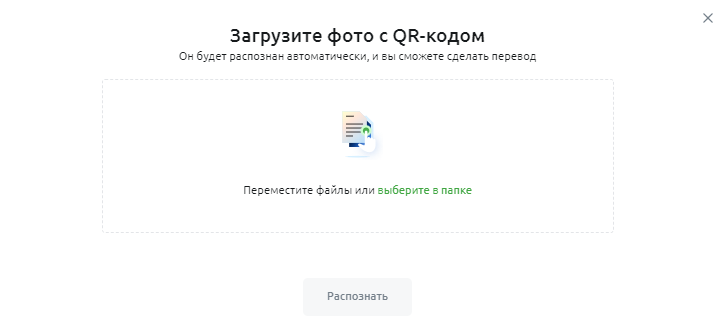 Загрузите фото с QR-кодом
Он будет распознан автоматически, и вы сможете сделать перевод
Переместите файлы или выберите в папке
Распознать